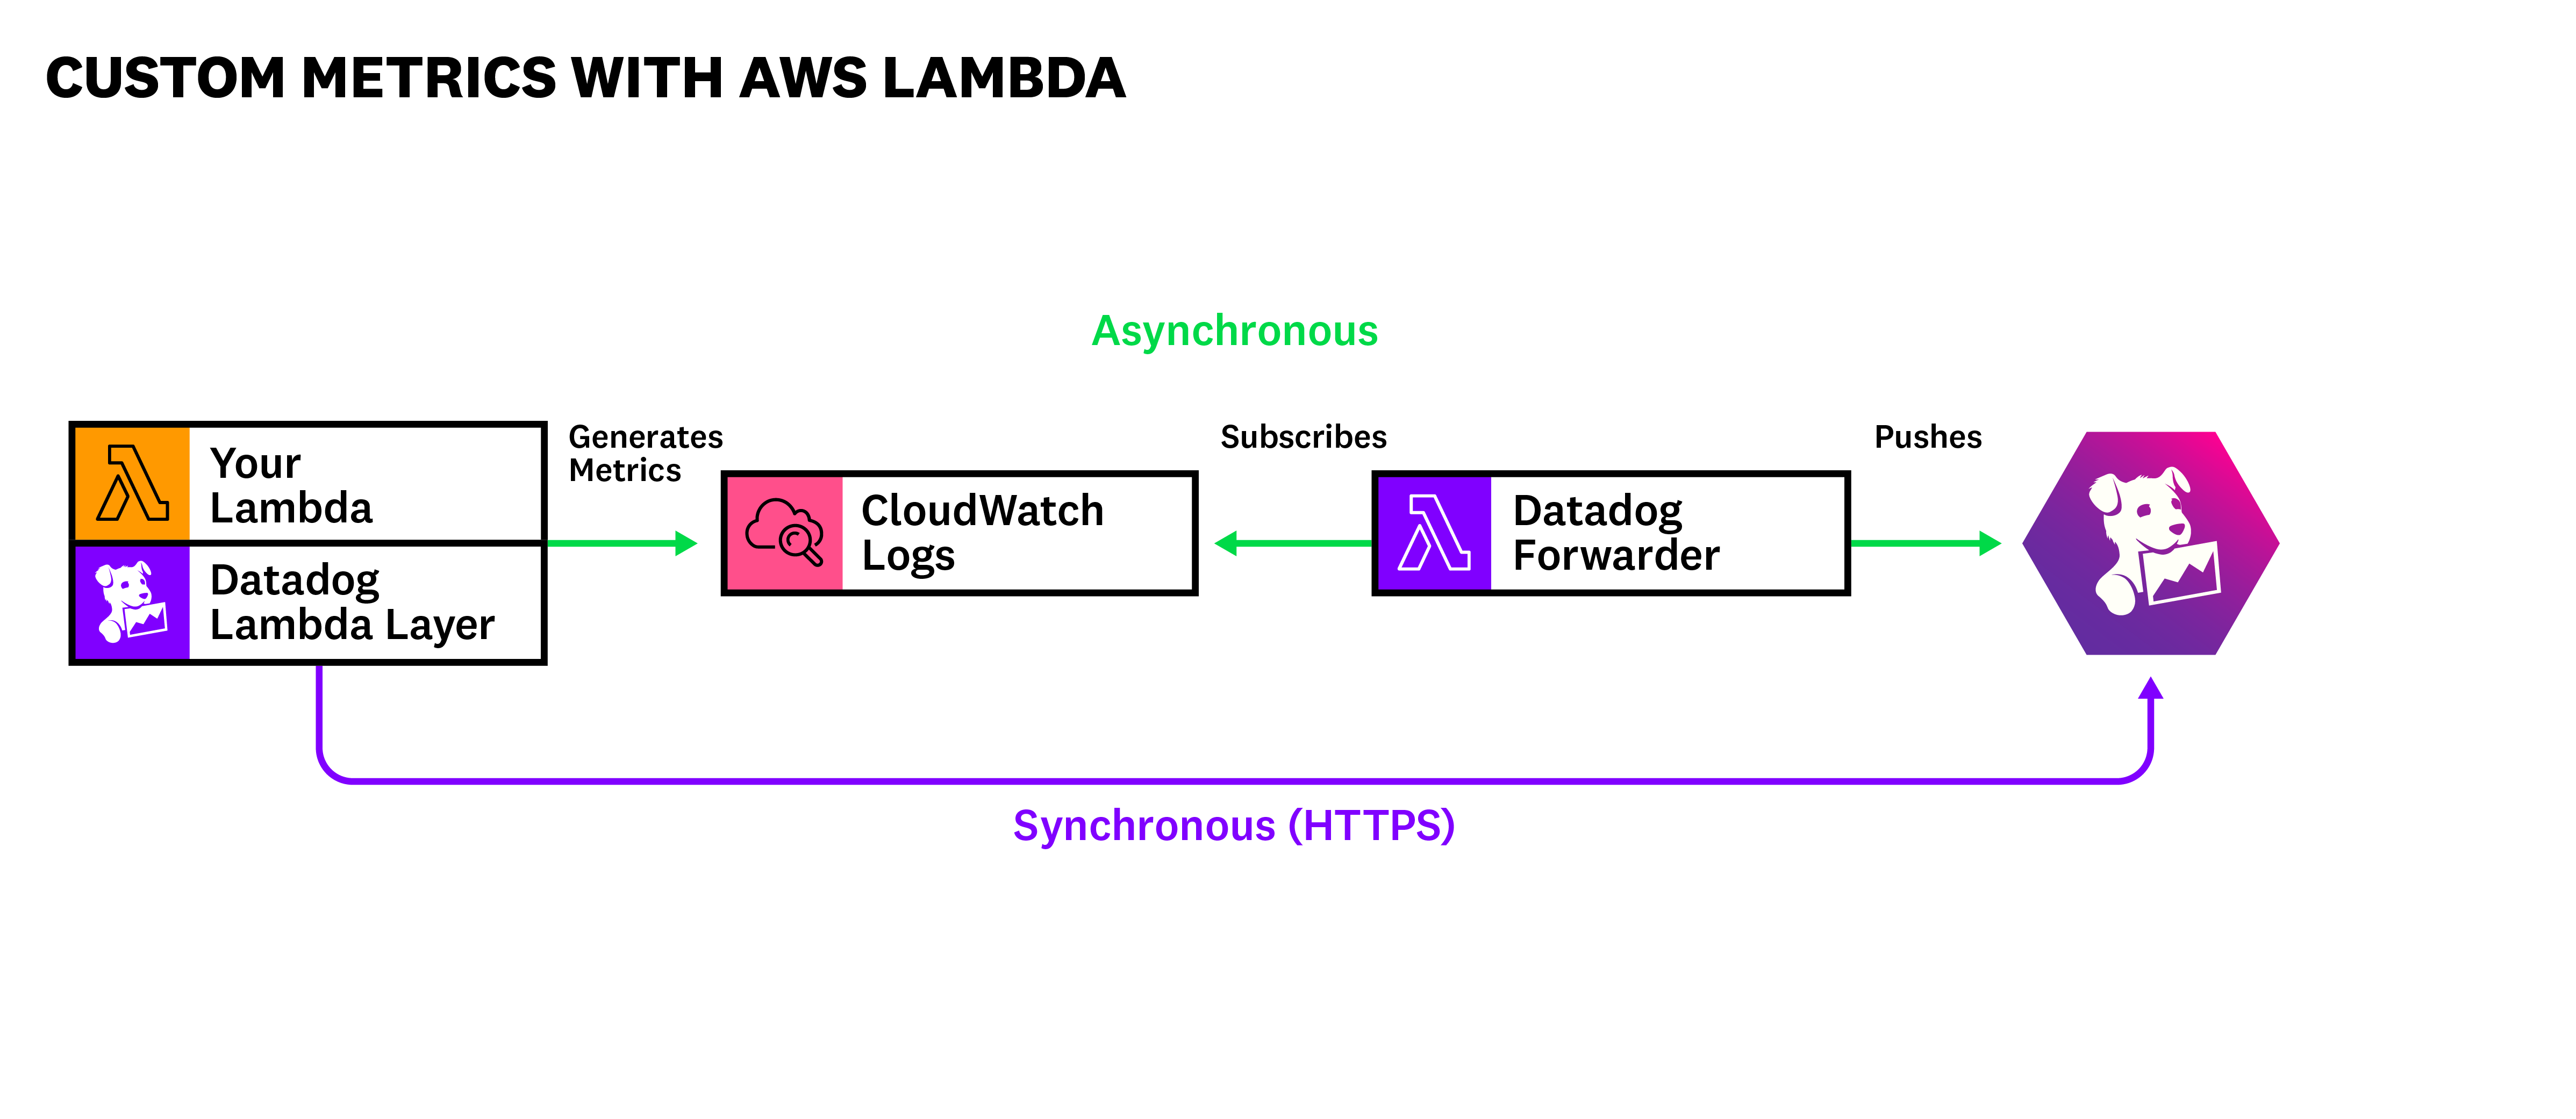 CUSTOM METRICS WITH AWS LAMBDA
Asynchronous
Your
Lambda
Datadog
Lambda Layer
Generates
Metrics
CloudWatch
Logs
Subscribes
Datadog
Forwarder
Pushes
Synchronous (HTTPS)